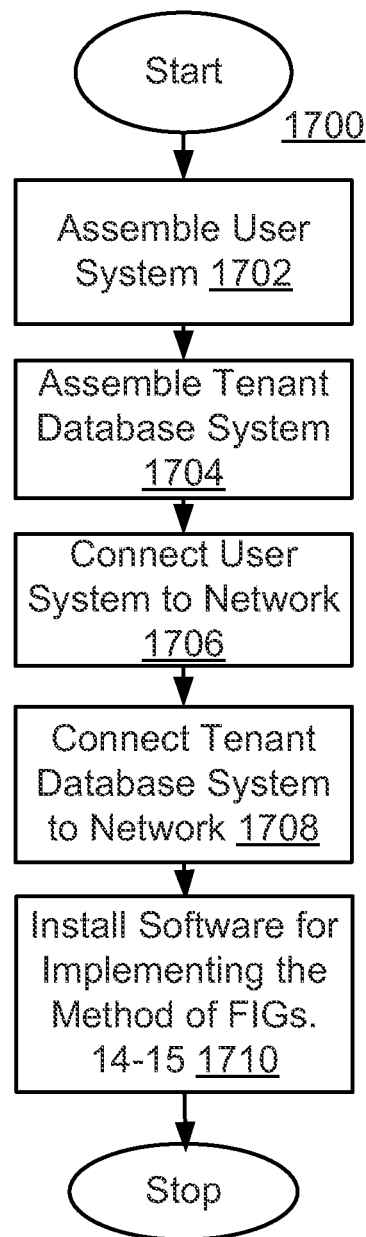 Start
1700
Assemble User
System 1702
Assemble Tenant
Database System
1704
Connect User
System to Network
1706
Connect Tenant
Database System
to Network 1708
Install Software for
Implementing the
Method of FIGs.
14-15 1710
Stop